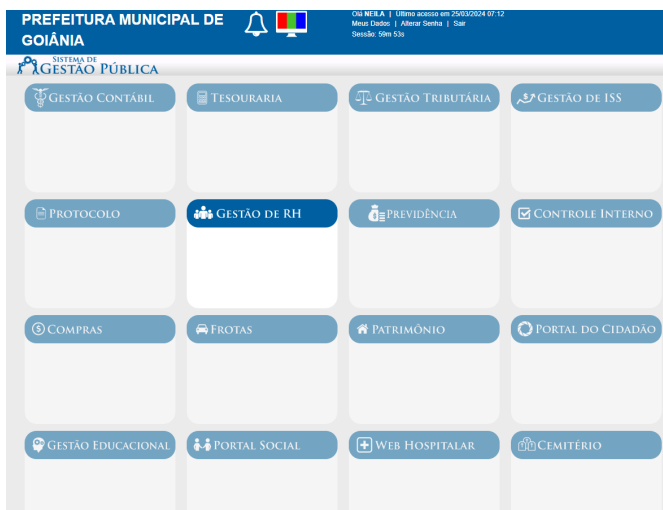 PREFEITURA MUNICIPAL DE
GOIÂNIA
Olá NEILA | Último acesso em 25/03/2024 07:12
Meus Dados | Alterar Senha | Sair
Sessão: 59m 53s
SISTEMA DE
GESTÃO PÚBLICA
GESTÃO CONTÁBIL
TESOURARIA
GESTÃO TRIBUTÁRIA
GESTÃO DE ISS
PROTOCOLO
GESTÃO DE RH
PREVIDÊNCIA
CONTROLE INTERNO
COMPRAS
FROTAS
PATRIMÔNIO
PORTAL DO CIDADÃO
GESTÃO EDUCACIONAL
PORTAL SOCIAL
WEB HOSPITALAR
CEMITÉRIO